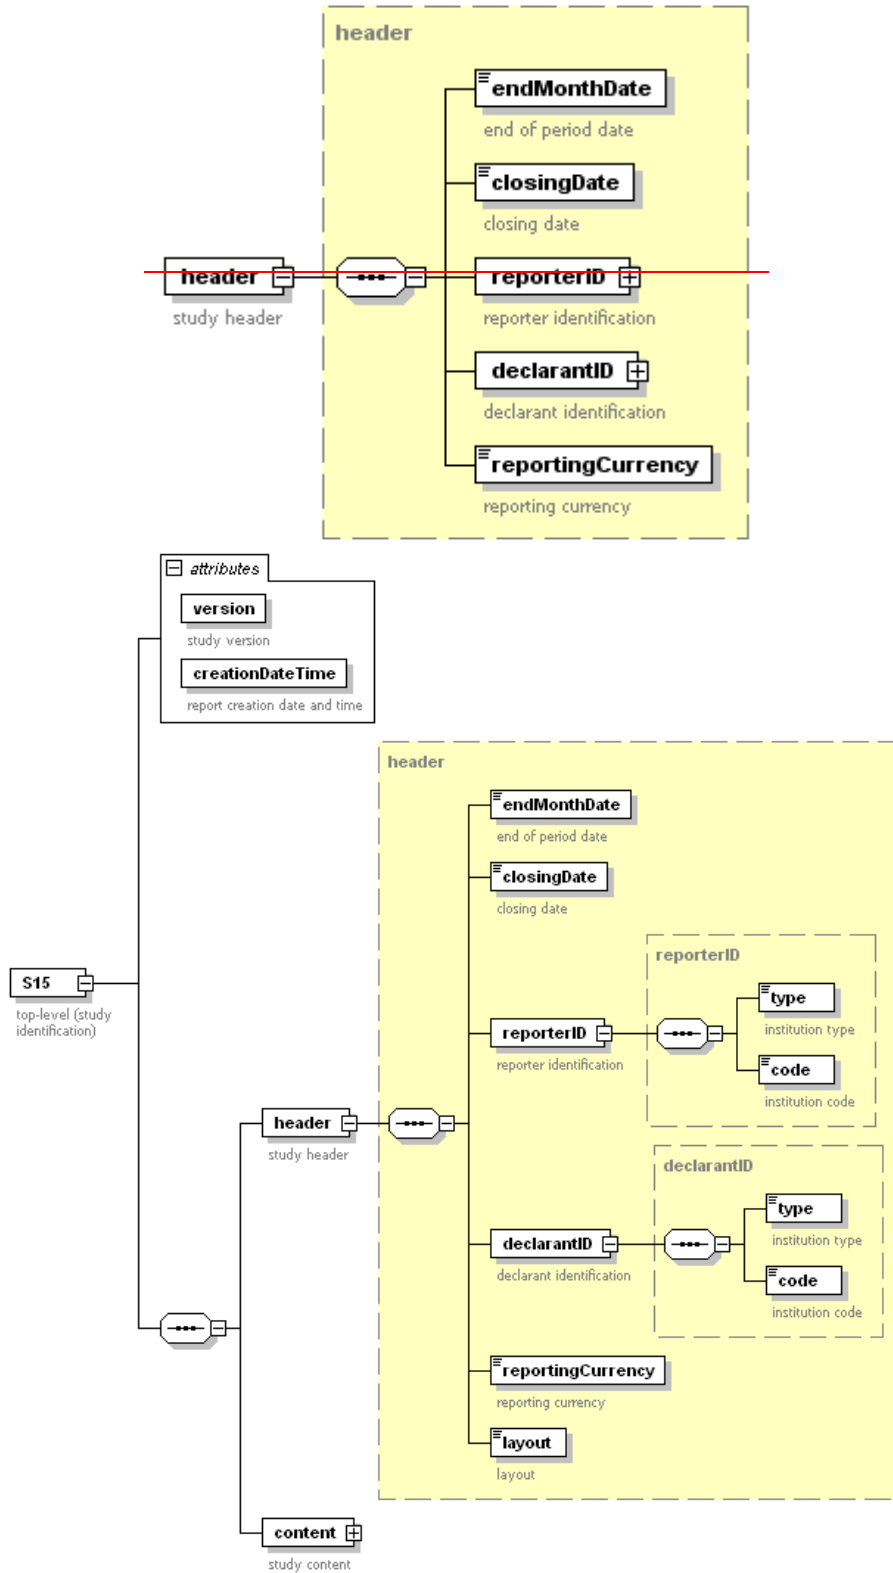 header
endMonthDate
end of period date
closingDate
closing date
header
study header
reporterID
reporter identification
declarantID
declarant identification
reportingCurrency
reporting currency
attributes
version
study version
creationDateTime
report creation date and time
header
endMonthDate
end of period date
closingDate
closing date
S15
top-level (study
identification)
reporterID
reporter identification
reporterID
type
institution type
code
institution code
header
study header
declarantID
declarant identification
declarantID
type
institution type
code
institution code
reportingCurrency
reporting currency
layout
layout
content
study content